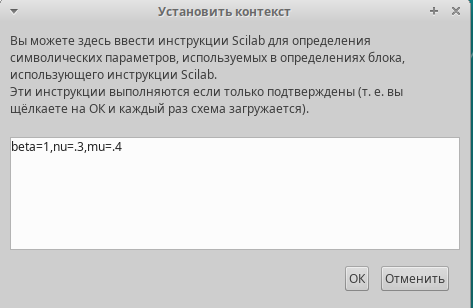 Установить контекст
Вы можете здесь ввести инструкции Scilab для определения
символических параметров, используемых в определениях блока,
использующего инструкции Scilab.
Эти инструкции выполняются если только подтверждены (т. е. вы
щёлкаете на ОК и каждый раз схема загружается).
beta=1,nu=.3,mu=.4
ОК Отменить